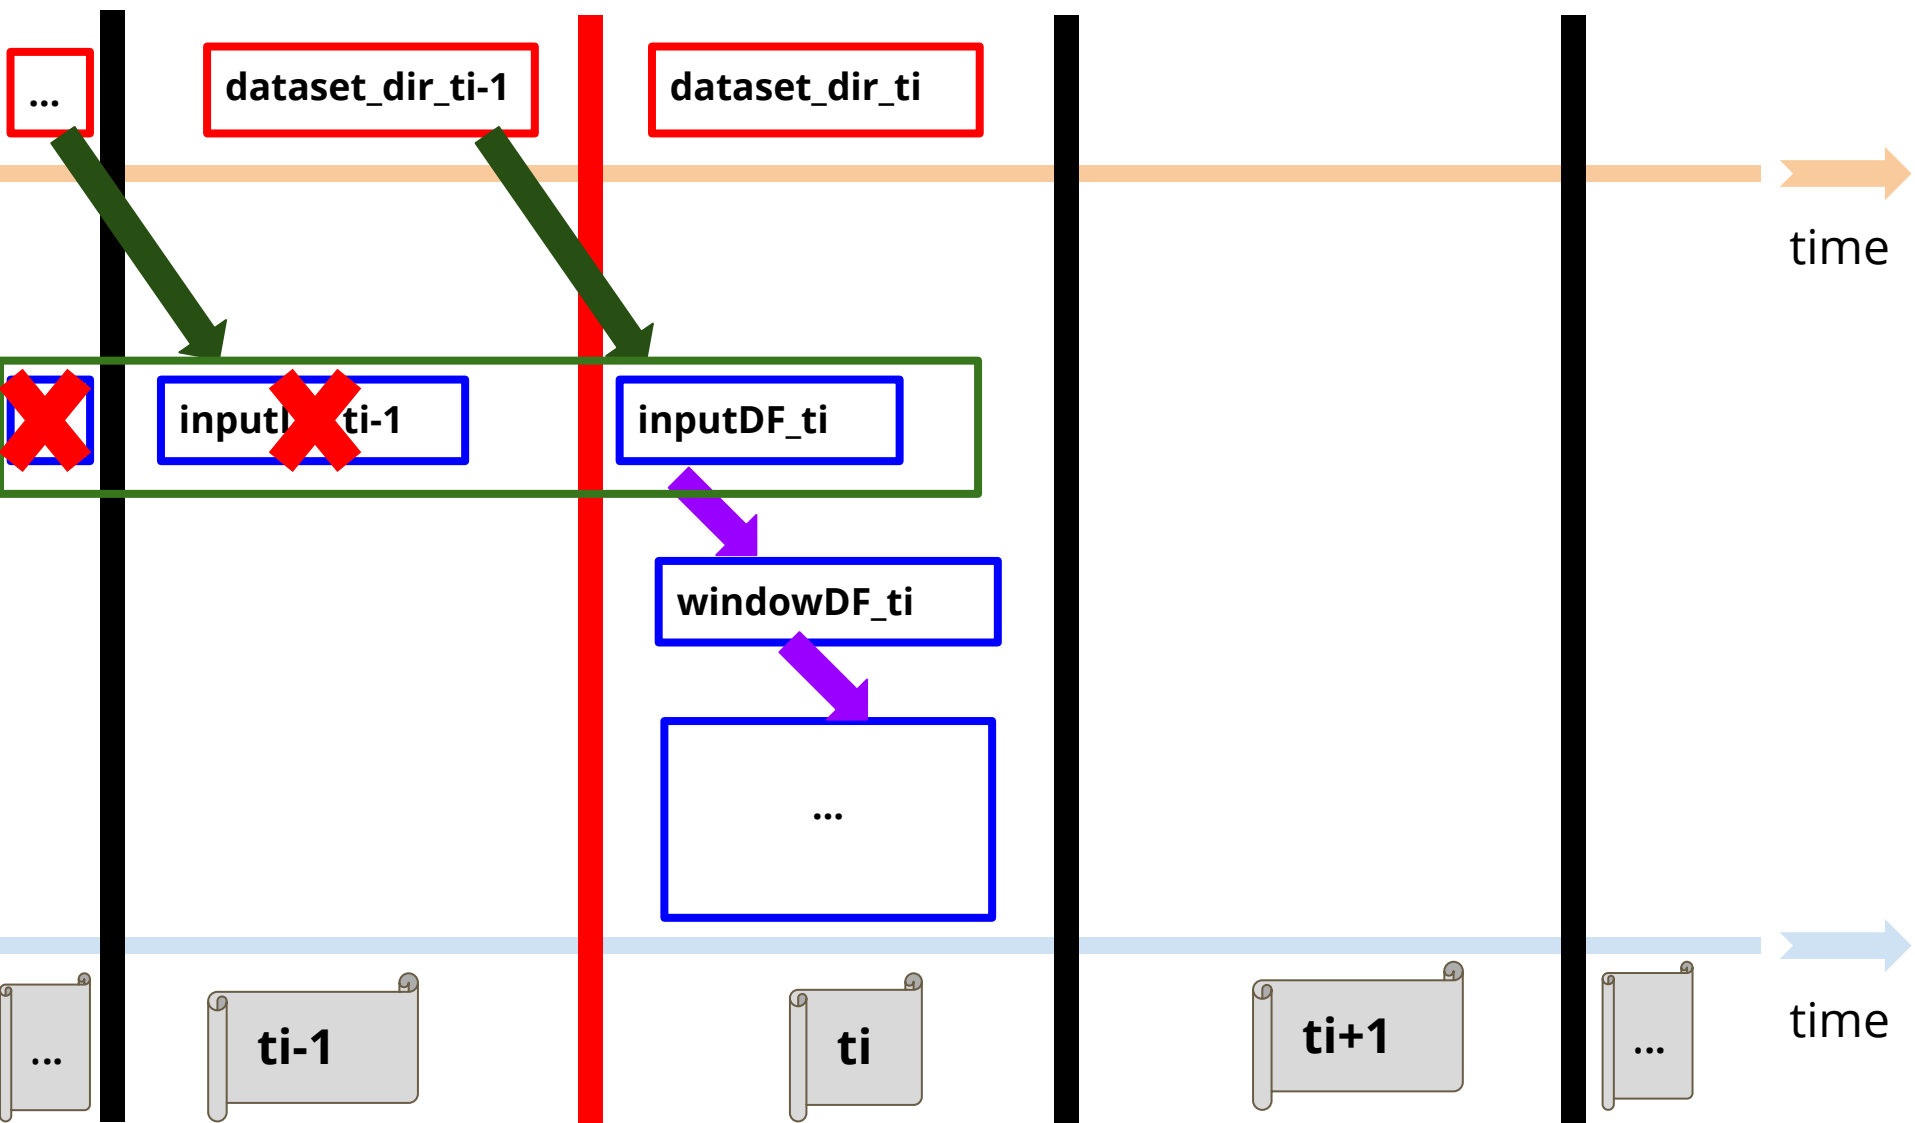 ...
dataset_dir_ti-1
dataset_dir_ti
time
ti-1
inputDF_ti
windowDF_ti
...
...
ti-1
ti
ti+1
...
time